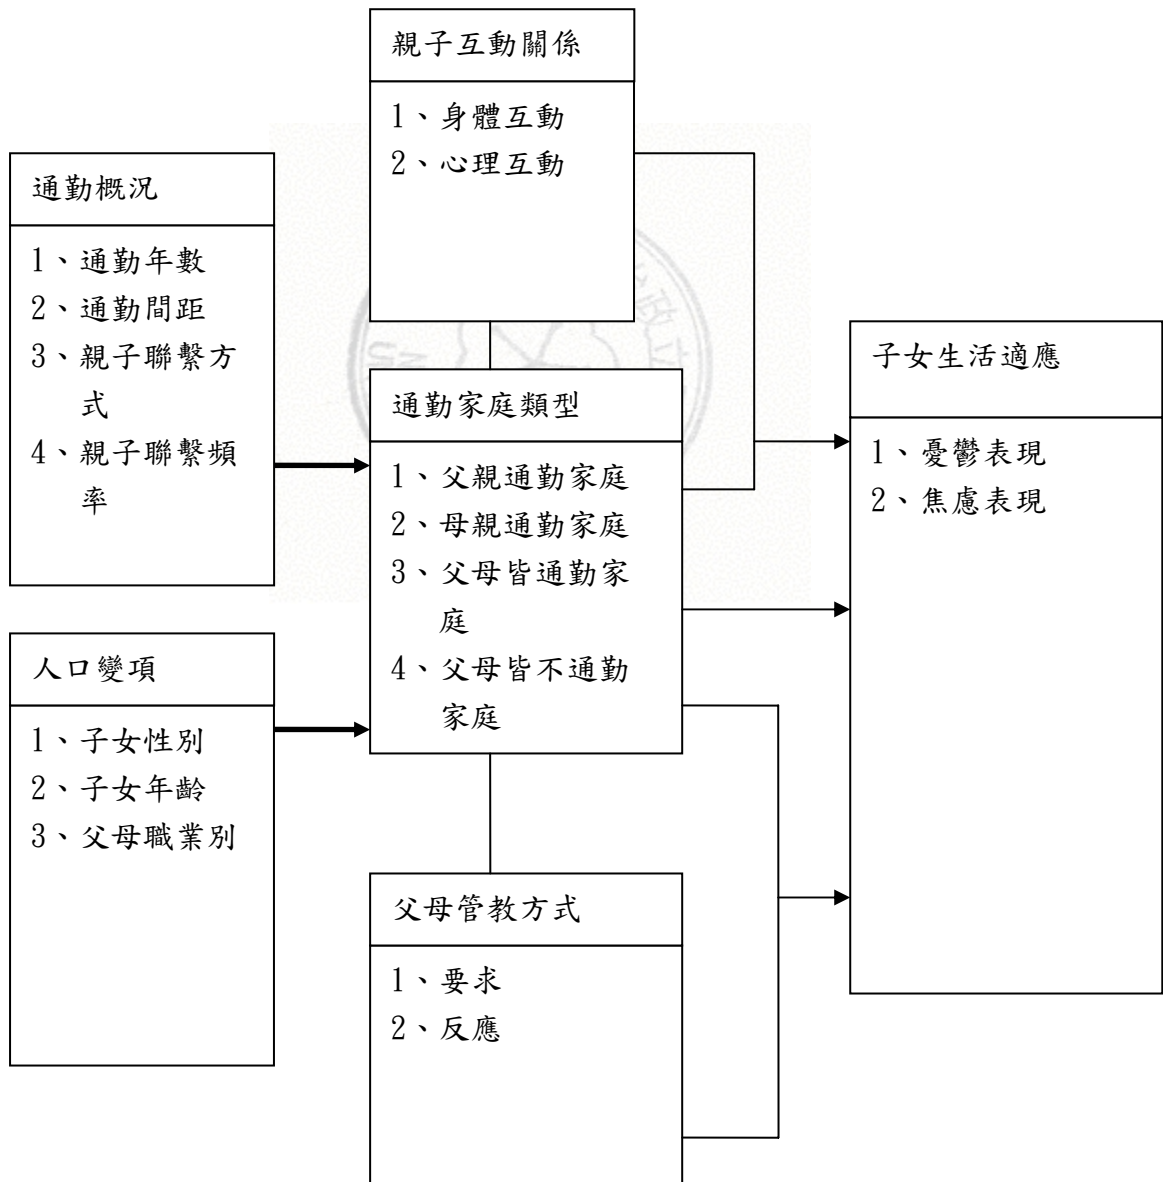 親子互動關係
1、身體互動
2、心理互動
通勤概況
1、通勤年數
2、通勤間距
3、親子聯繫方
式
4、親子聯繫頻
率
通勤家庭類型
1、父親通勤家庭
2、母親通勤家庭
3、父母皆通勤家
庭
4、父母皆不通勤
家庭
子女生活適應
1、憂鬱表現
2、焦慮表現
人口變項
1、子女性別
2、子女年齡
3、父母職業別
父母管教方式
1、要求
2、反應